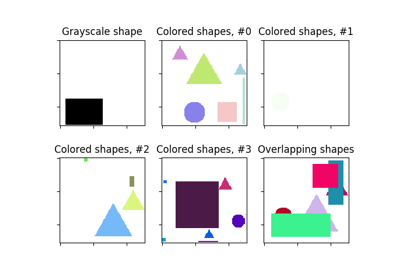 Grayscale shape
Colored shapes, #0
Colored shapes, #1
Colored shapes, #2
Colored shapes, #3
Overlapping shapes